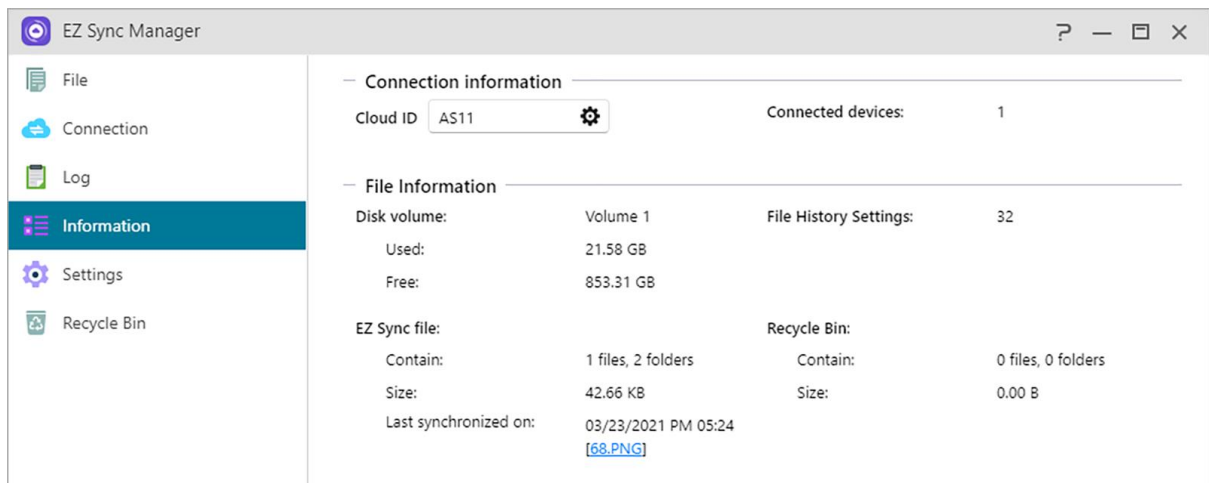 EZ Sync Manager
File
Connection
Log
Information
Settings
Recycle Bin
Connection information
Cloud ID AS11 Connected devices: 1
File Information
Disk volume: Volume 1 File History Settings: 32
Used: 21.58 GB
Free: 853.31 GB
EZ Sync file: Recycle Bin:
Contain: 1 files, 2 folders Contain: 0 files, 0 folders
Size: 42.66 KB Size: 0.00 B
Last synchronized on: 03/23/2021 PM 05:24
[68.PNG]